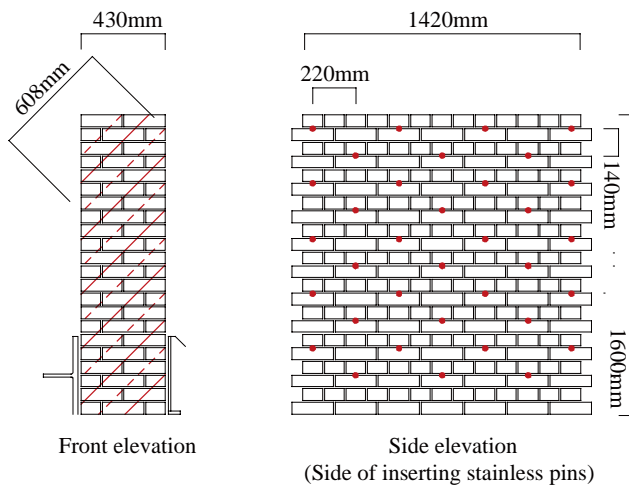 430mm
1420mm
608mm
220mm
140mm
1600mm
Front elevation
Side elevation
(Side of inserting stainless pins)